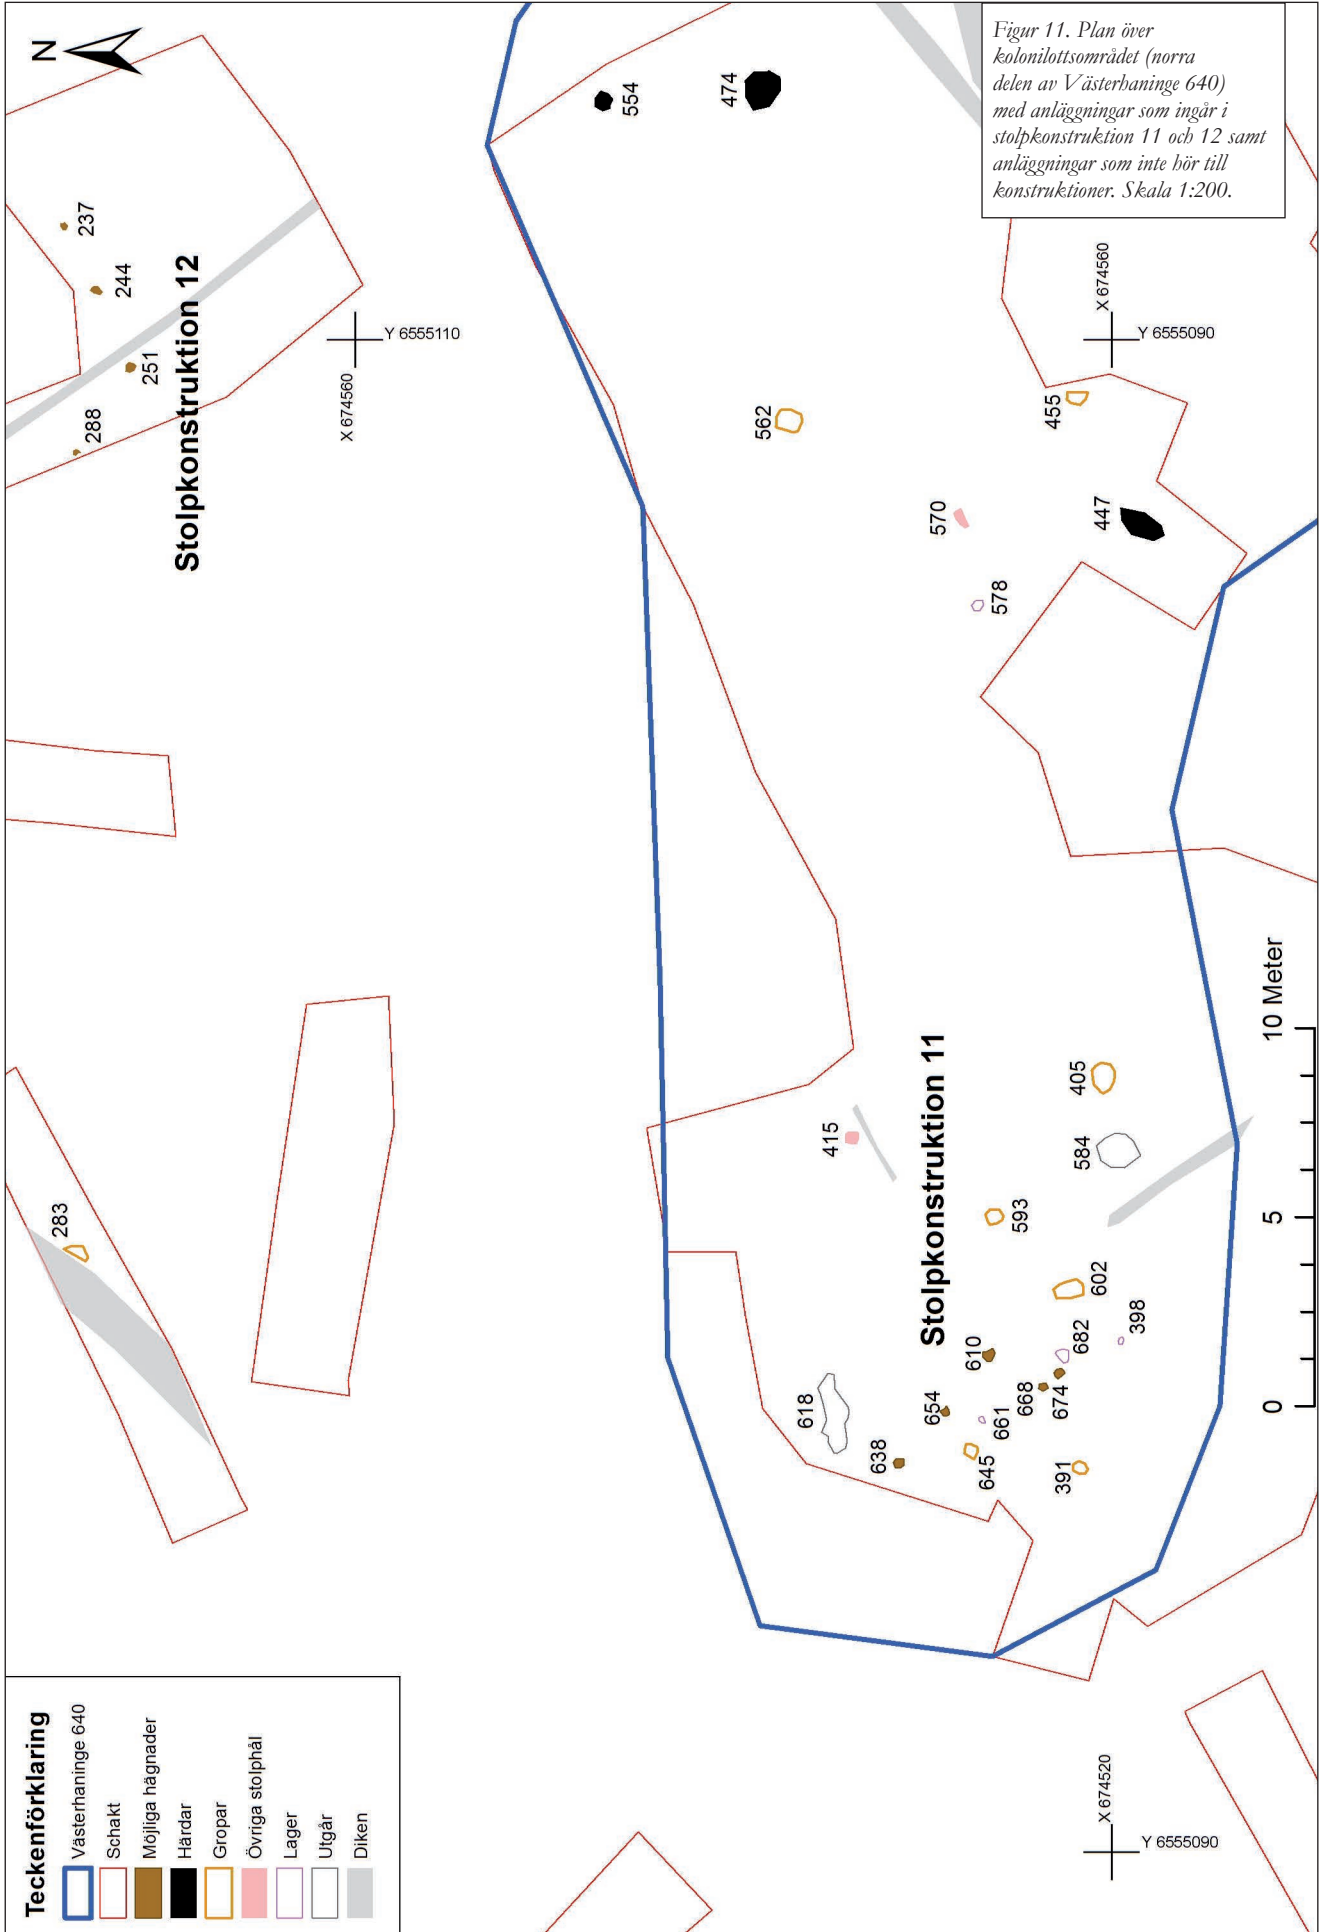 Figur 11. Plan över
kolonilottsområdet (norra
delen av Västerhaninge 640)
med anläggningar som ingår i
stolpkonstruktion 11 och 12 samt
anläggningar som inte hör till
konstruktioner. Skala 1:200.
N
237
244
251
288
Stolpkonstruktion 12
X 674560
Y 6555110
554
474
562
X 674560
Y 6555090
455
570
447
578
283
415
Stolpkonstruktion 11
405
584
593
602
610
682
398
618
654
668
674
661
638
645
391
0
5
10 Meter
X 674520
Y 6555090
Teckenförklaring
Västerhaninge 640
Schakt
Möjliga hägnader
Härdar
Gropar
Övriga stolphål
Lager
Utgår
Diken